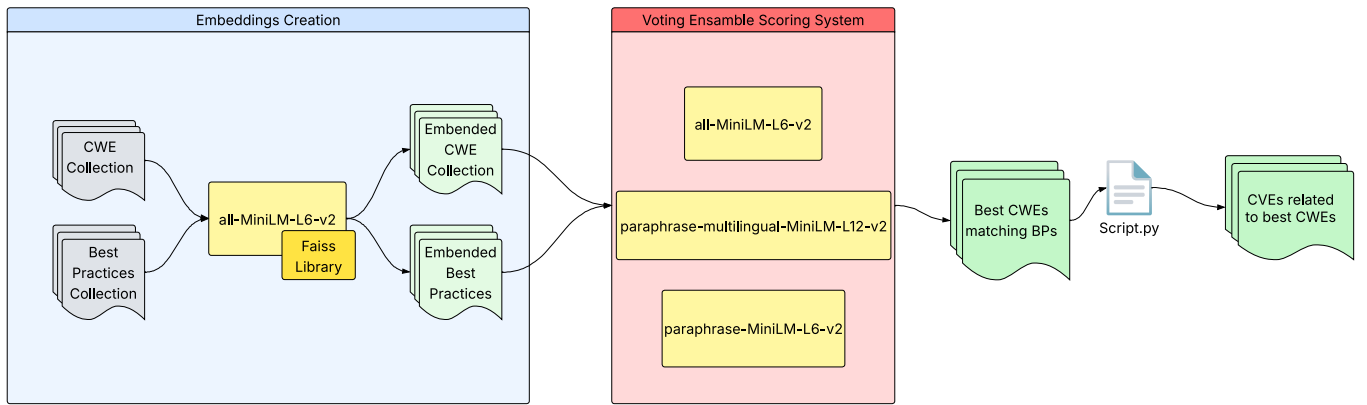 Embeddings Creation
CWE
Collection
Best
Practices
Collection
all-MiniLM-L6-v2
Faiss
Library
Embended
CWE
Collection
Embended
Best
Practices
Voting Ensamble Scoring System
all-MiniLM-L6-v2
paraphrase-multilingual-MiniLM-L12-v2
paraphrase-MiniLM-L6-v2
Best CWEs
matching BPs
Script.py
CVEs related
to best CWEs